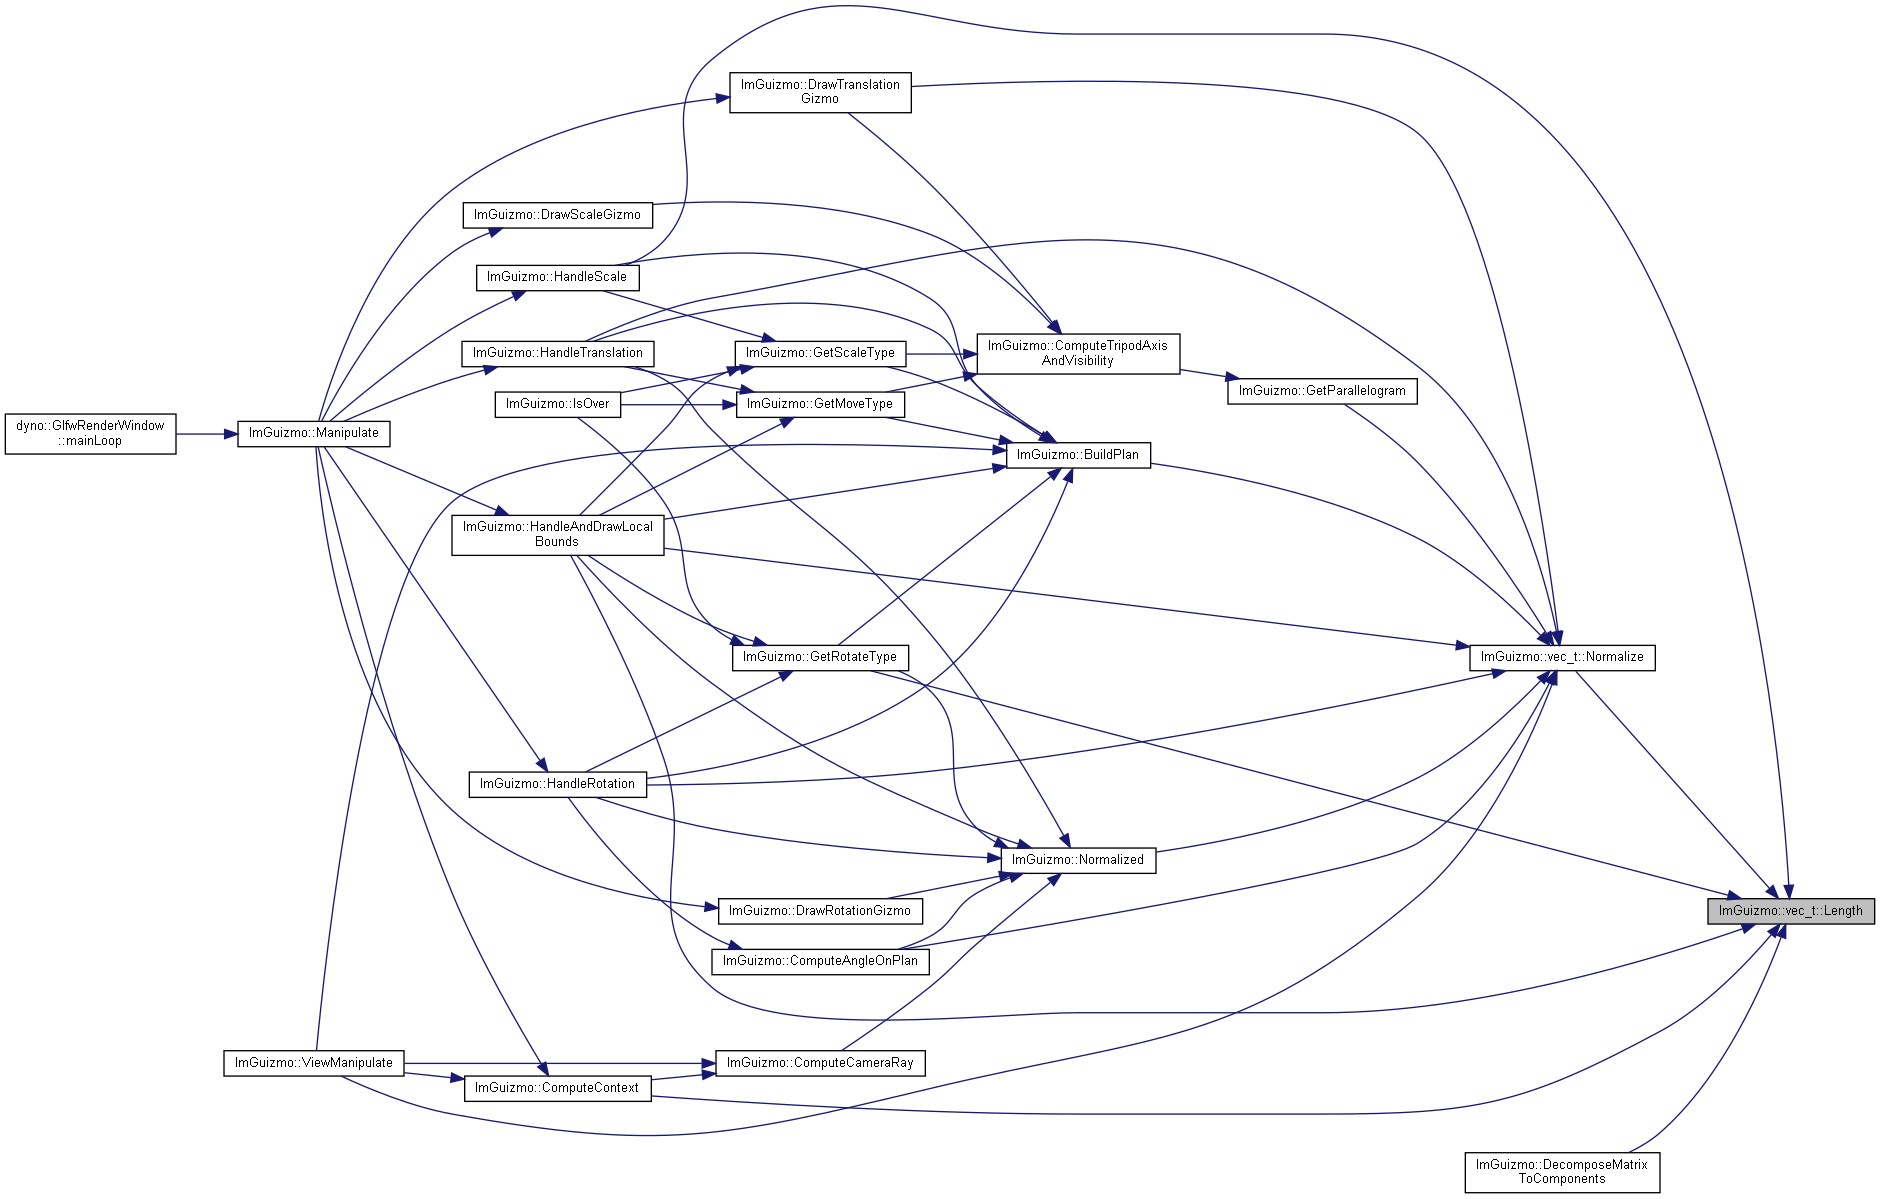 ImGuizmo::DrawTranslation
Gizmo
ImGuizmo::DrawScaleGizmo
ImGuizmo::HandleScale
ImGuizmo::HandleTranslation
ImGuizmo::GetScaleType
ImGuizmo::ComputeTripodAxis
AndVisibility
ImGuizmo::GetParallelogram
ImGuizmo::IsOver
ImGuizmo::GetMoveType
dyno::GlfwRenderWindow
::mainLoop
ImGuizmo::Manipulate
ImGuizmo::BuildPlan
ImGuizmo::HandleAndDrawLocal
Bounds
ImGuizmo::GetRotateType
ImGuizmo::vec_t::Normalize
ImGuizmo::HandleRotation
ImGuizmo::Normalized
ImGuizmo::DrawRotationGizmo
ImGuizmo::vec_t::Length
ImGuizmo::ComputeAngleOnPlan
ImGuizmo::ViewManipulate
ImGuizmo::ComputeCameraRay
ImGuizmo::ComputeContext
ImGuizmo::DecomposeMatrix
ToComponents